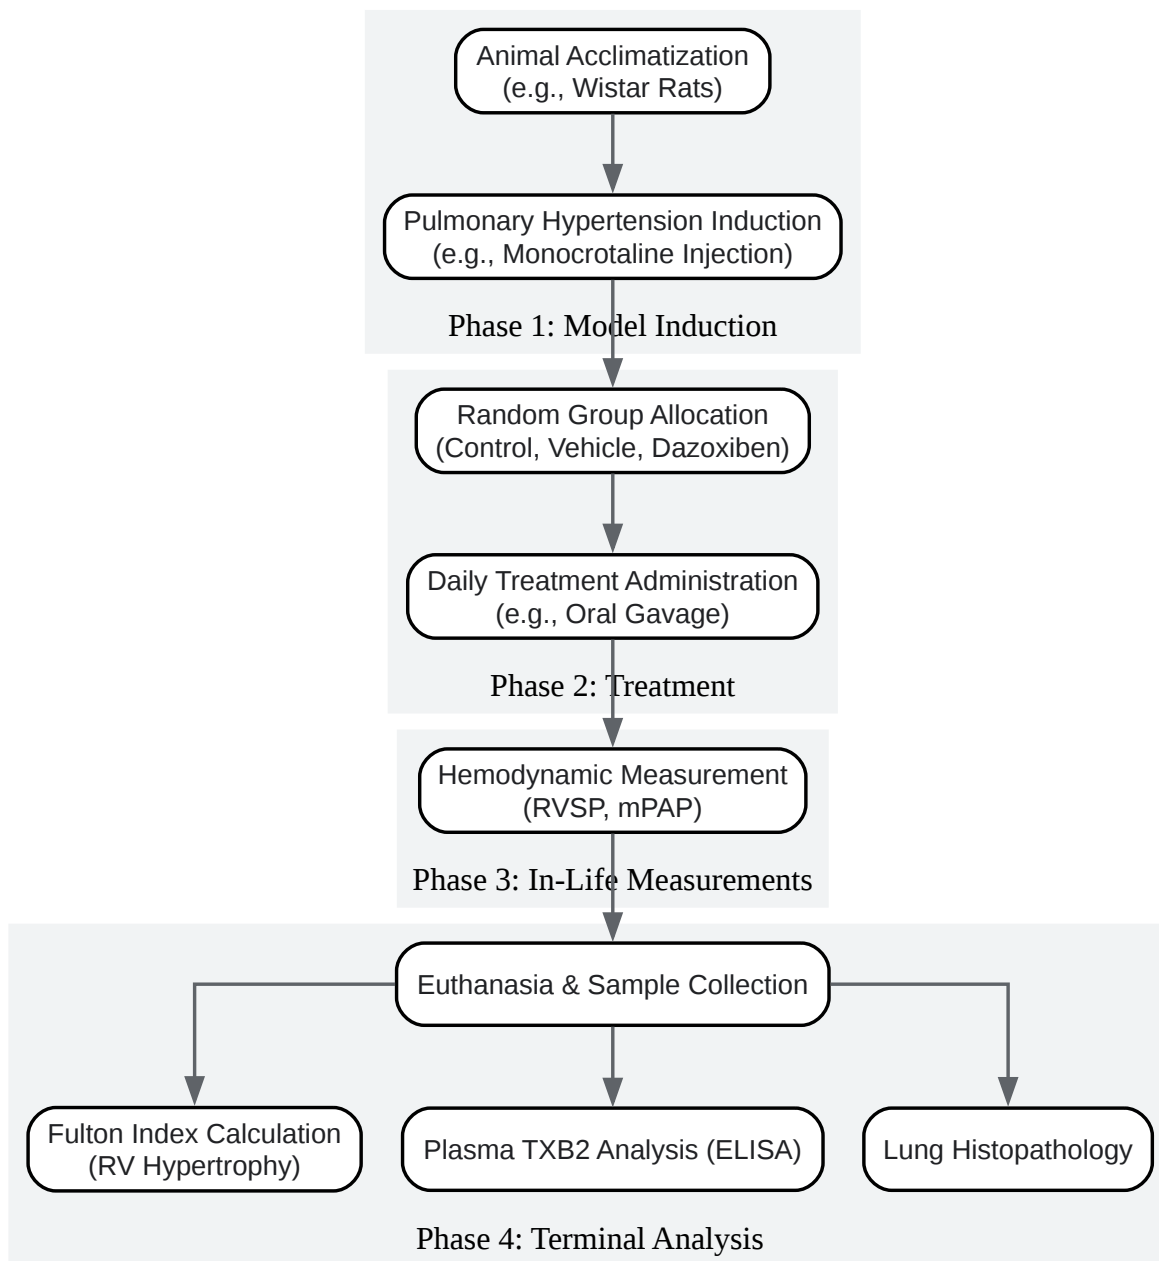 Animal Acclimatization
(e.g., Wistar Rats)
Pulmonary Hypertension Induction
(e.g., Monocrotaline Injection)
Phase 1: Model Induction
Random Group Allocation
(Control, Vehicle, Dazoxiben)
Daily Treatment Administration
(e.g., Oral Gavage)
Phase 2: Treatment
Hemodynamic Measurement
(RVSP, mPAP)
Phase 3: In-Life Measurements
Euthanasia & Sample Collection
Fulton Index Calculation
(RV Hypertrophy)
Plasma TXB2 Analysis (ELISA)
Lung Histopathology
Phase 4: Terminal Analysis